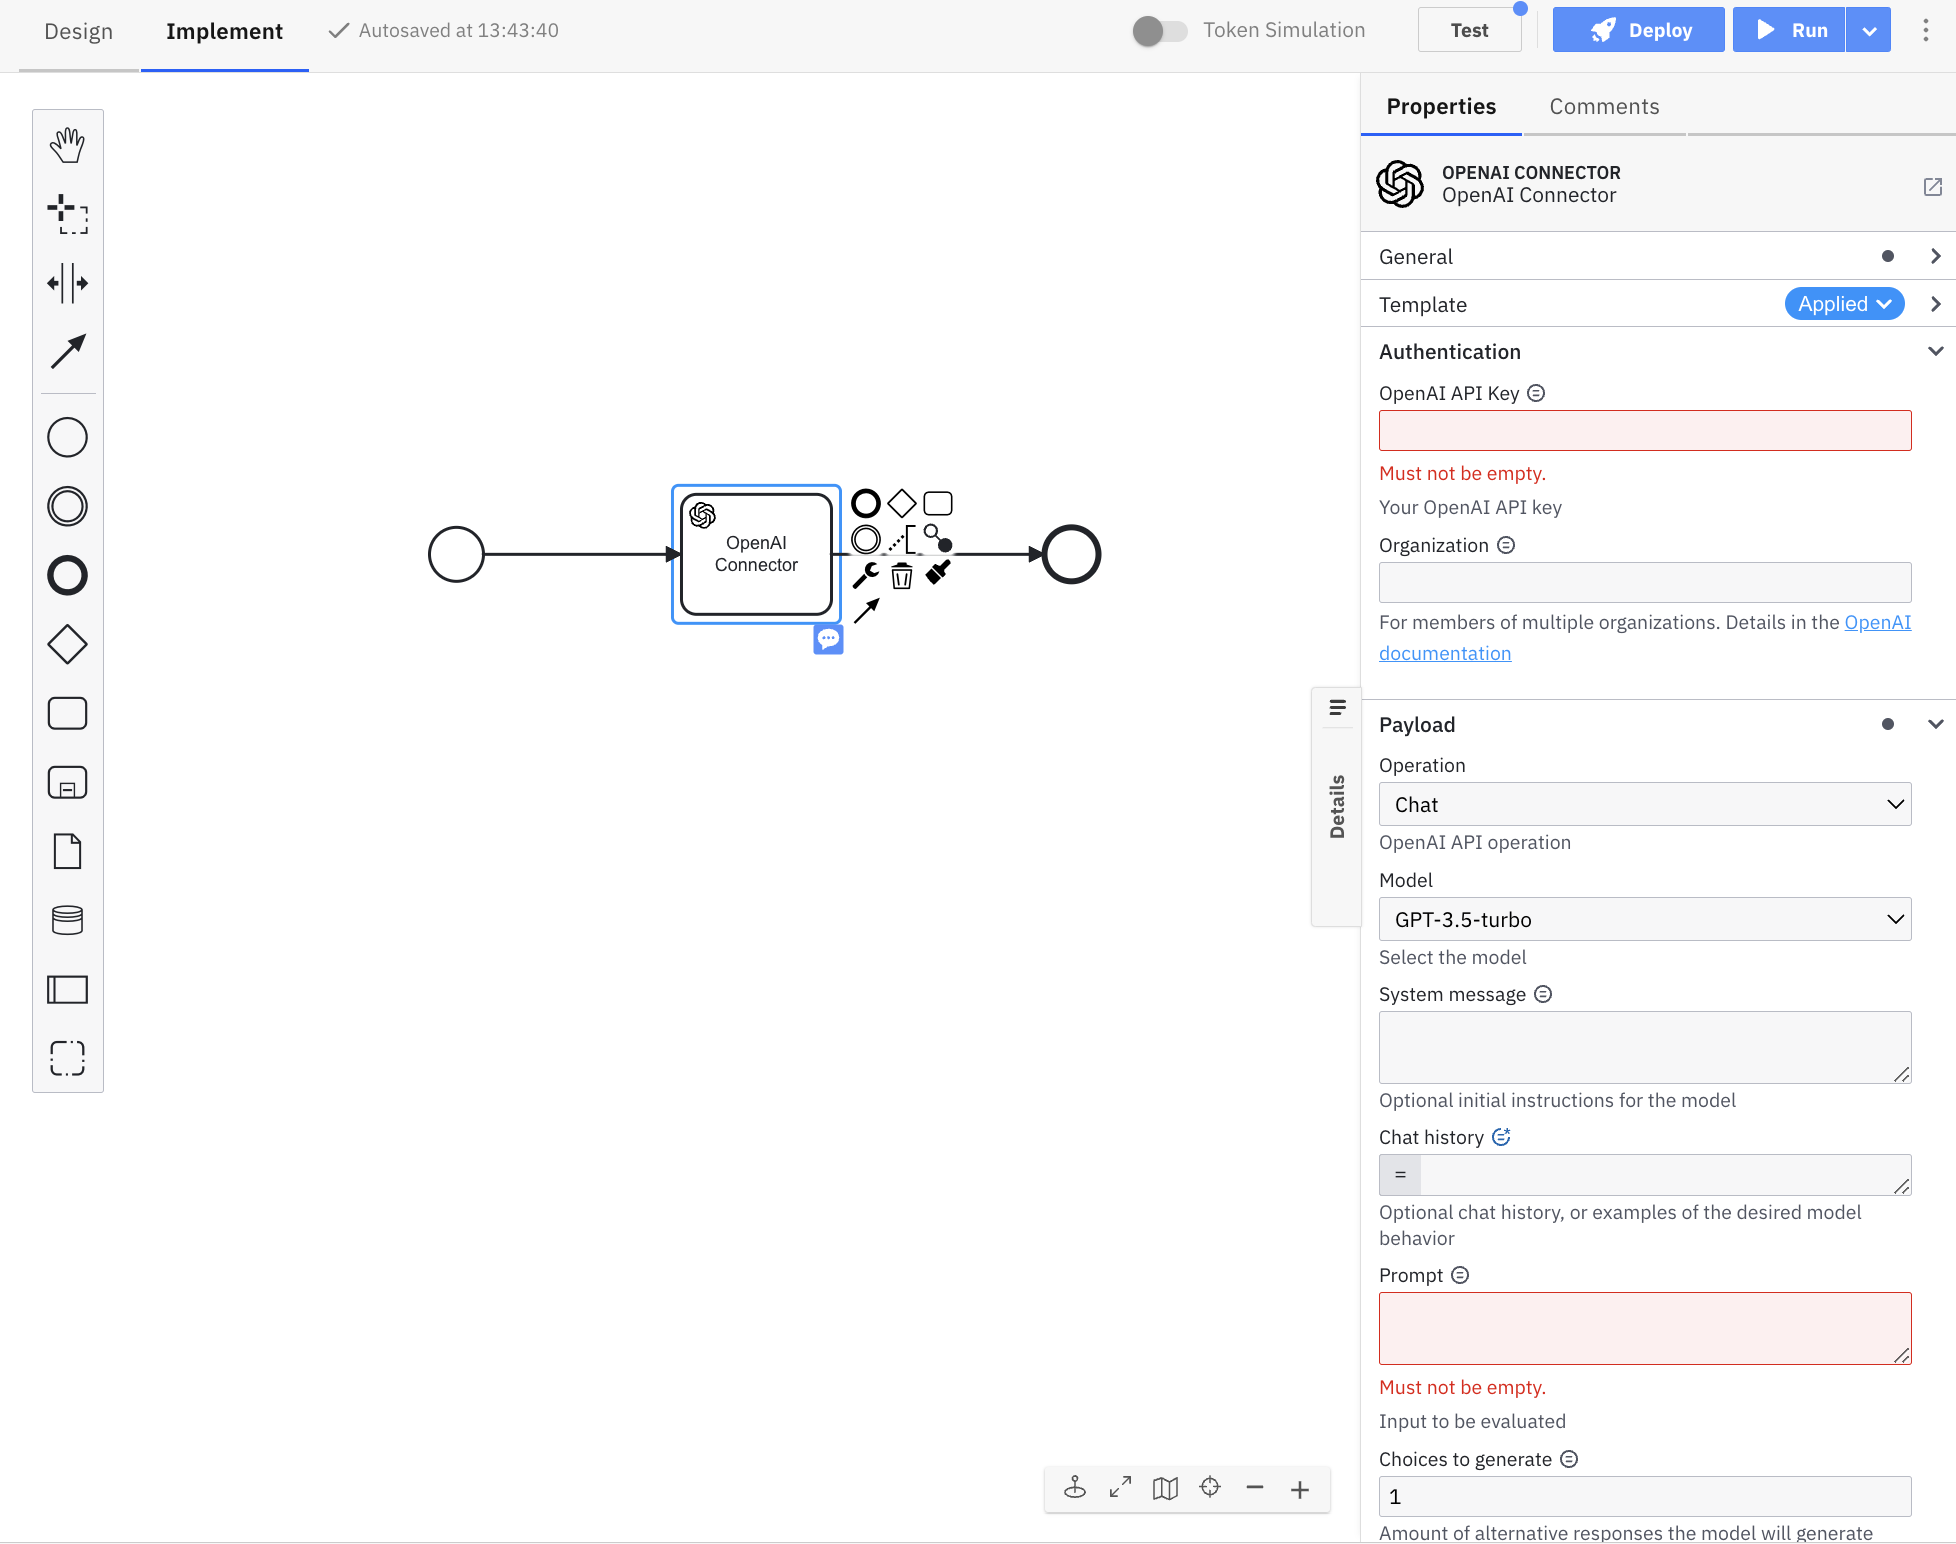 Design
Implement
Autosaved at 13:43:40
Token Simulation
Test
Deploy
Run
Properties
Comments
OPENAI CONNECTOR
OpenAI Connector
General
Template
Applied
Authentication
OpenAI API Key
Must not be empty.
Your OpenAI API key
Organization
For members of multiple organizations. Details in the OpenAI
documentation
OpenAI
Connector
Details
Payload
Operation
Chat
OpenAI API operation
Model
GPT-3.5-turbo
Select the model
System message
Optional initial instructions for the model
Chat history
=
Optional chat history, or examples of the desired model
behavior
Prompt
Must not be empty.
Input to be evaluated
Choices to generate
1
Amount of alternative responses the model will generate